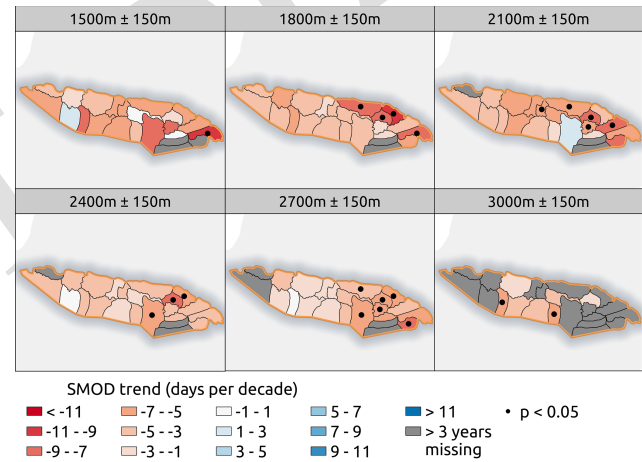 1500m ± 150m 1800m ± 150m 2100m ± 150m
2400m ± 150m 2700m ± 150m 3000m ± 150m
SMOD trend (days per decade)
< -11 -7 - -5 -1 - 1 5 - 7 > 11 • p < 0.05
-11 - -9 -5 - -3 1 - 3 7 - 9 > 3 years
-9 - -7 -3 - -1 3 - 5 9 - 11 missing